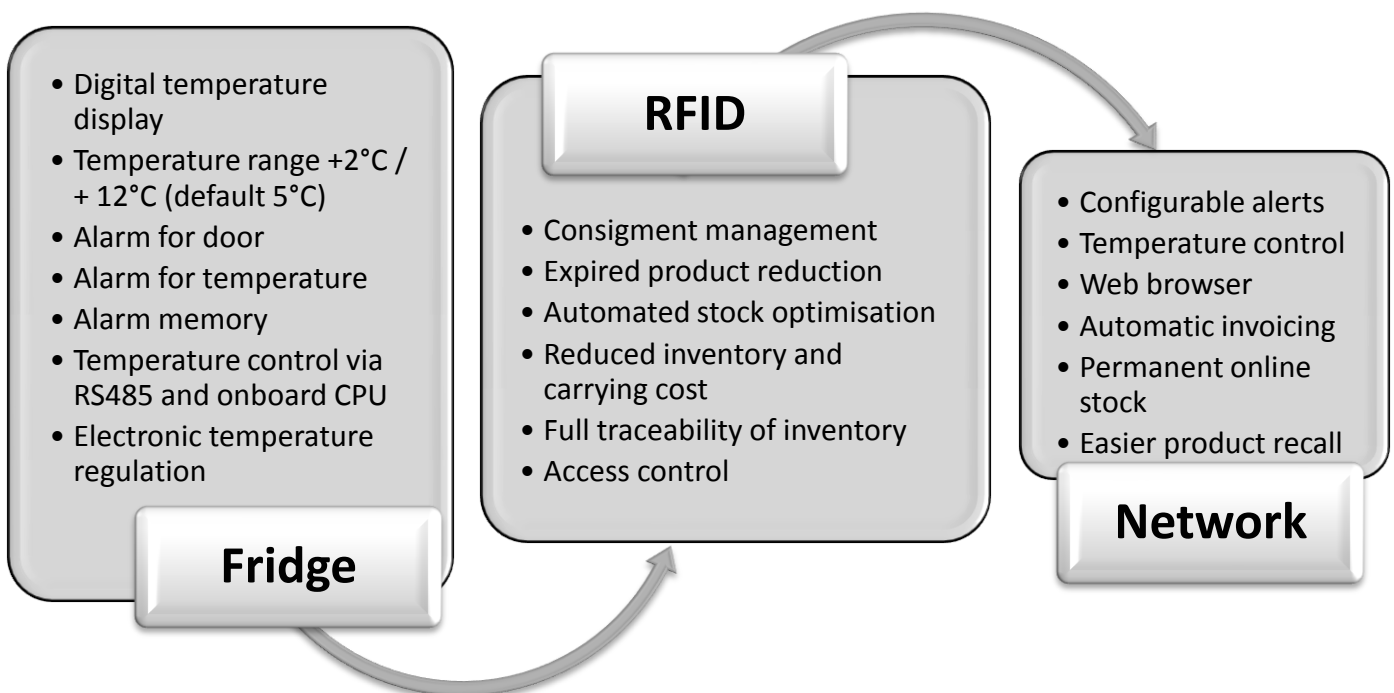 • Digital temperature
display
• Temperature range +2°C /
+ 12°C (default 5°C)
• Alarm for door
• Alarm for temperature
• Alarm memory
• Temperature control via
RS485 and onboard CPU
• Electronic temperature
regulation
Fridge
RFID
• Consigment management
• Expired product reduction
• Automated stock optimisation
• Reduced inventory and
carrying cost
• Full traceability of inventory
• Access control
• Configurable alerts
• Temperature control
• Web browser
• Automatic invoicing
• Permanent online
stock
• Easier product recall
Network